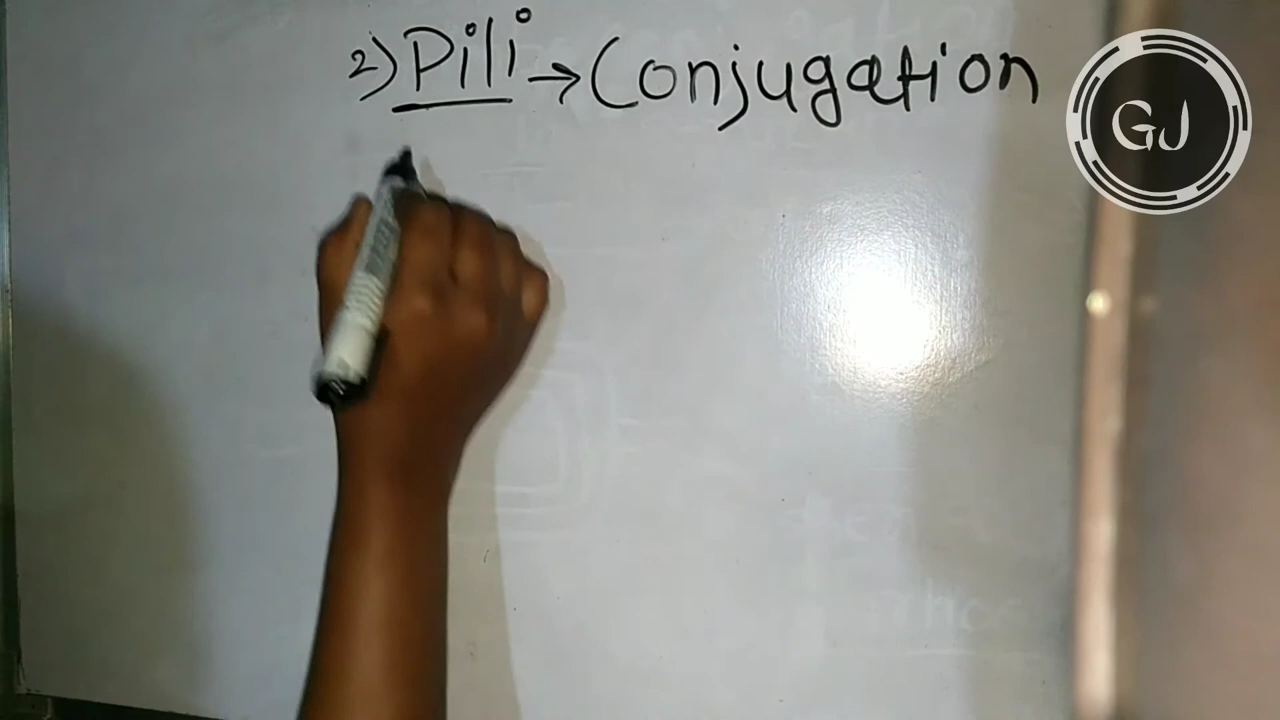 2) Pili → Conjugation
GJ